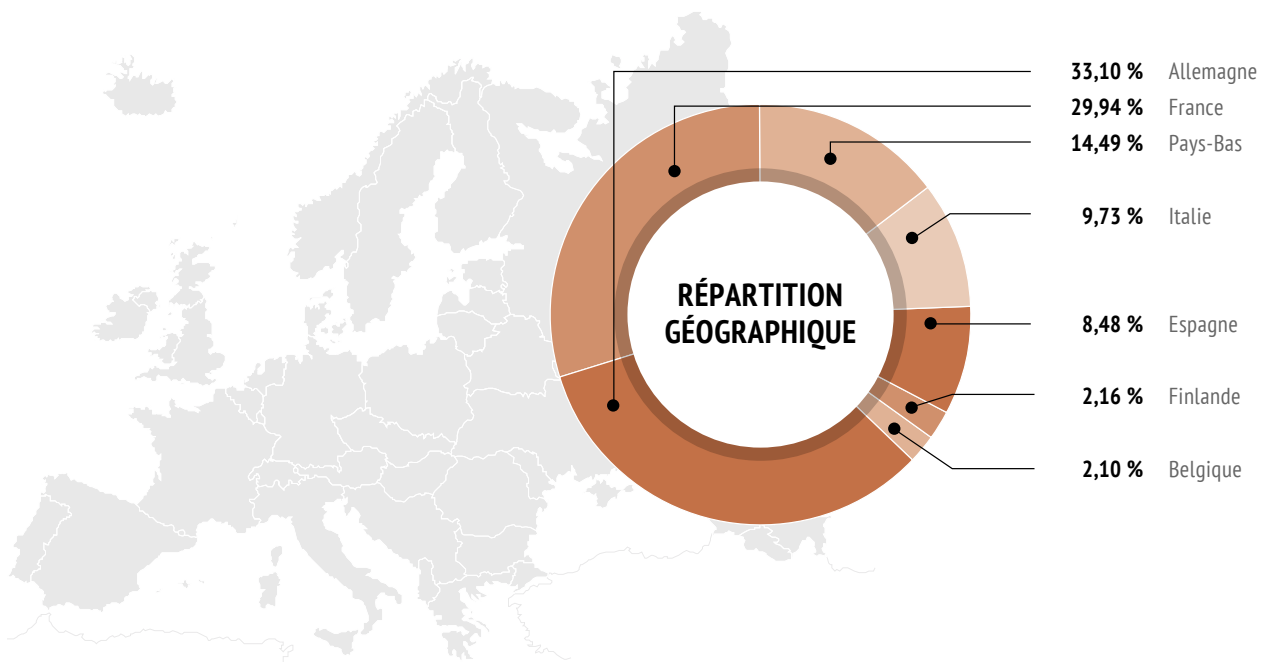 33,10 % Allemagne
29,94 % France
14,49 % Pays-Bas
9,73 % Italie
RÉPARTITION
GÉOGRAPHIQUE
8,48 % Espagne
2,16 % Finlande
2,10 % Belgique